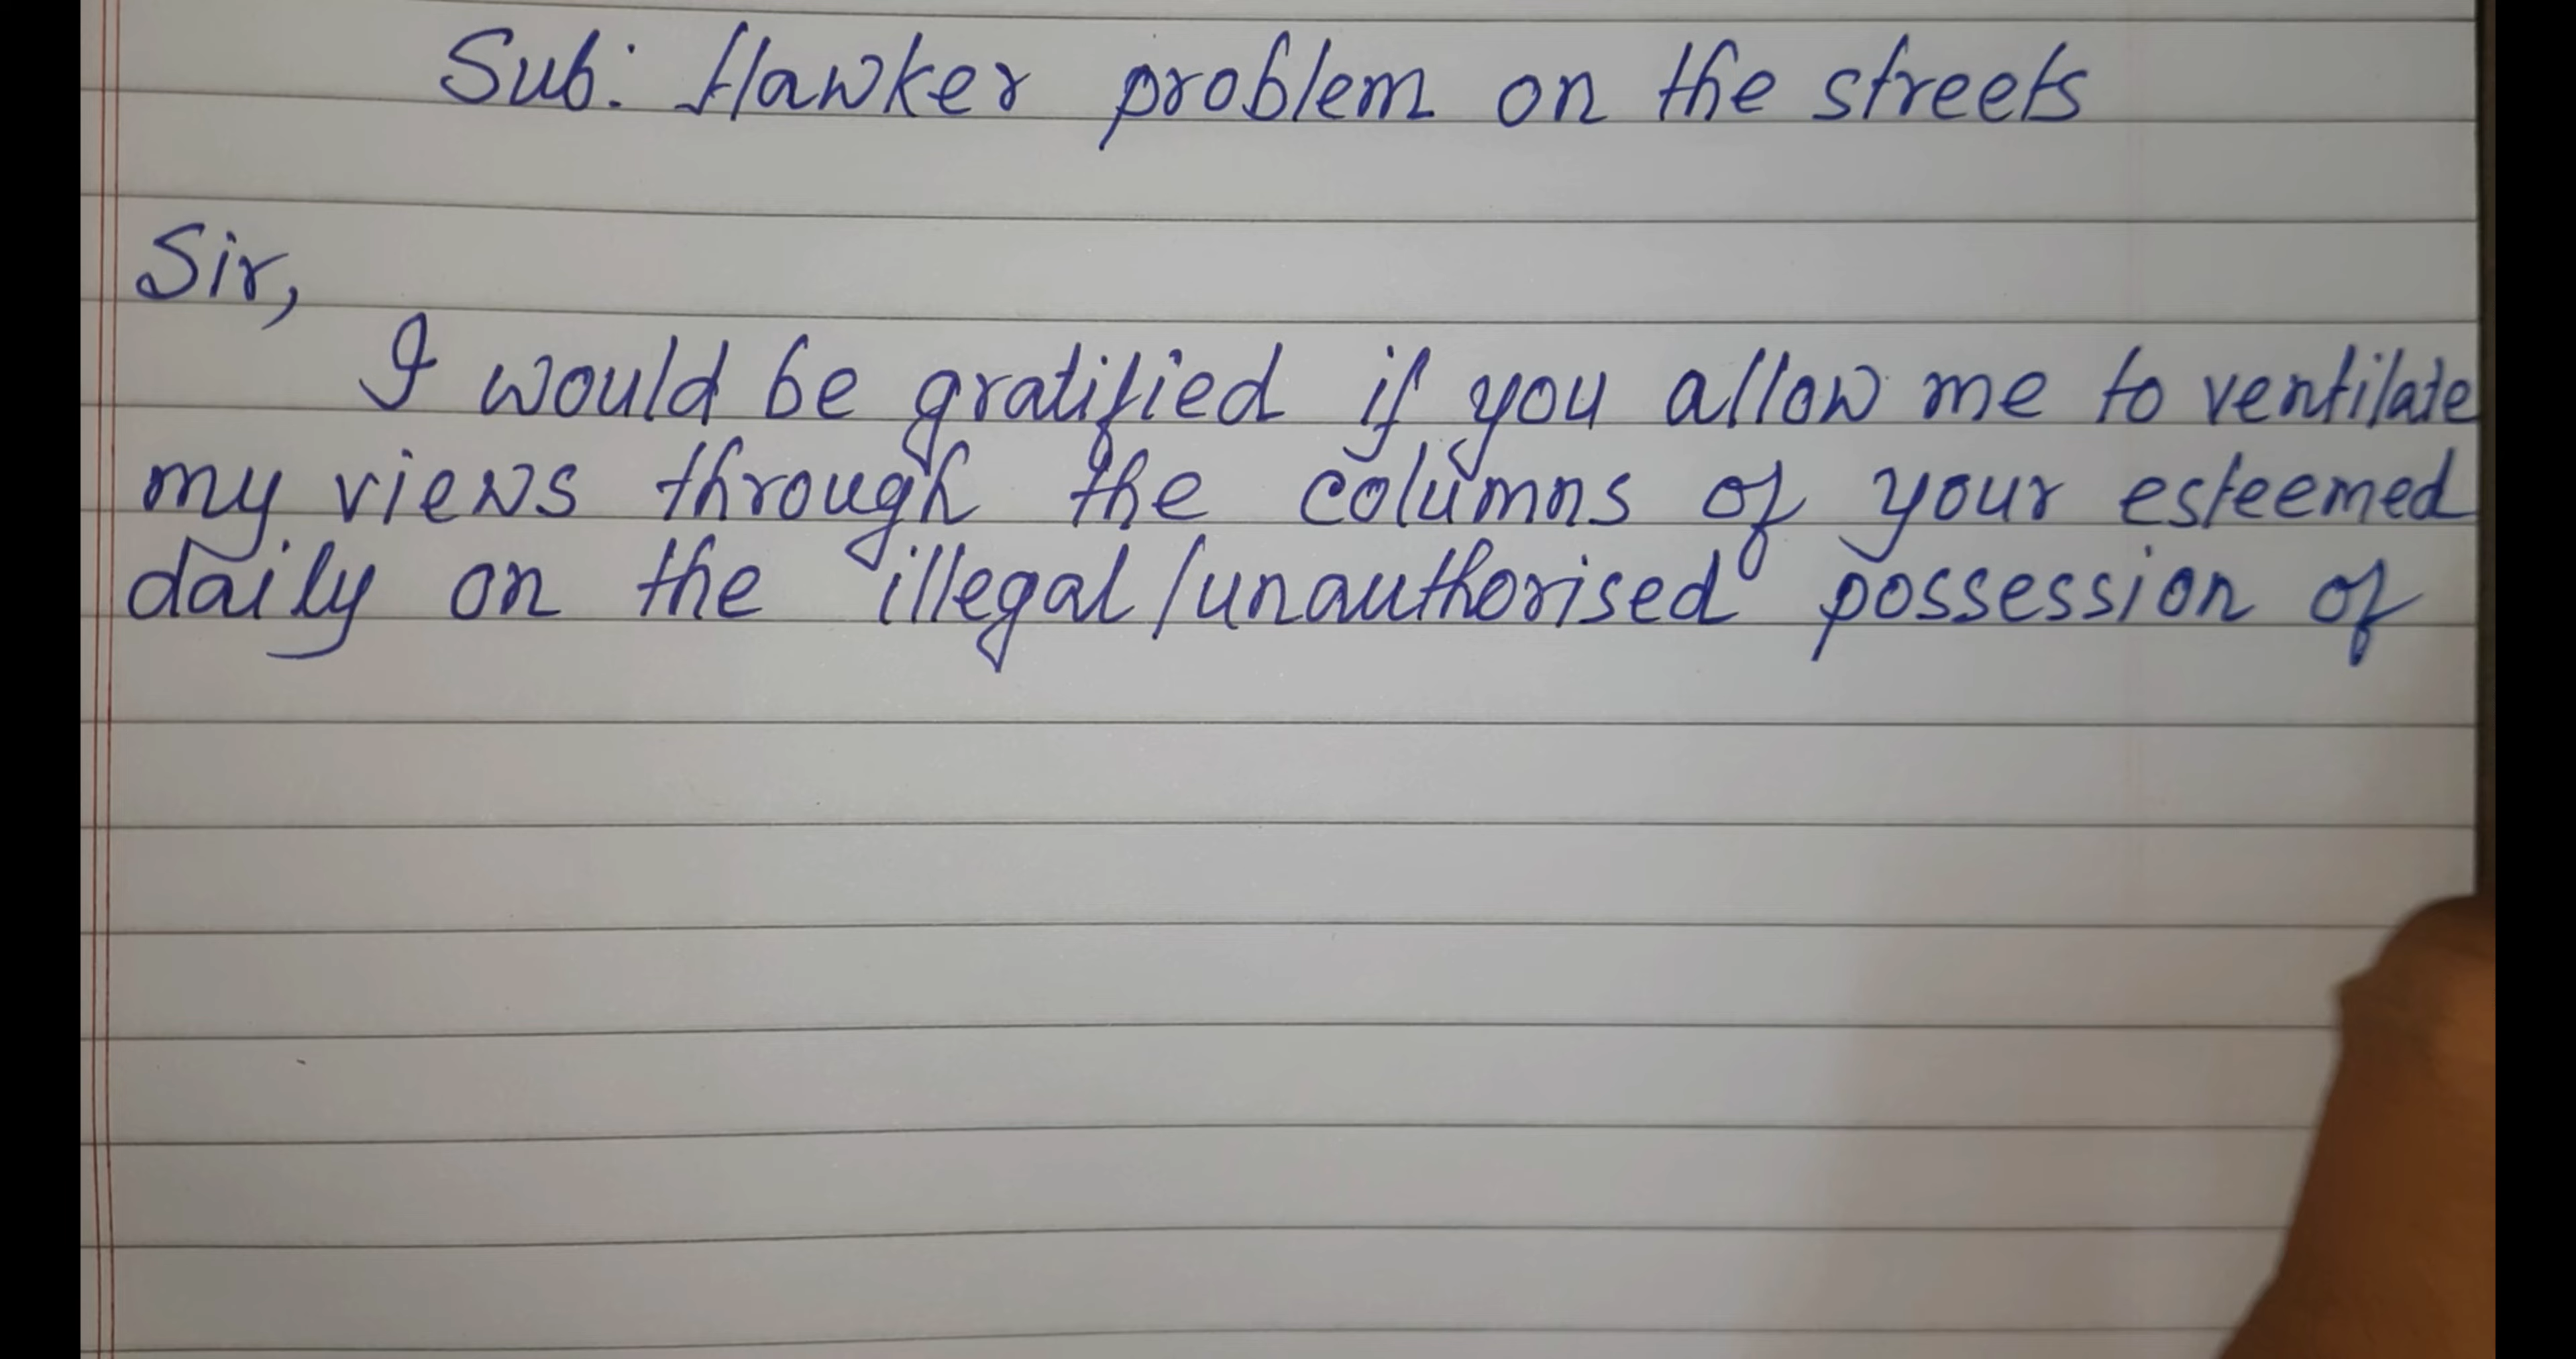 Sub: Hawker problem on the streets
Sir,
I would be gratified if you allow me to ventilate
my views through the columns of your esteemed
daily on the illegal/unauthorised possession of